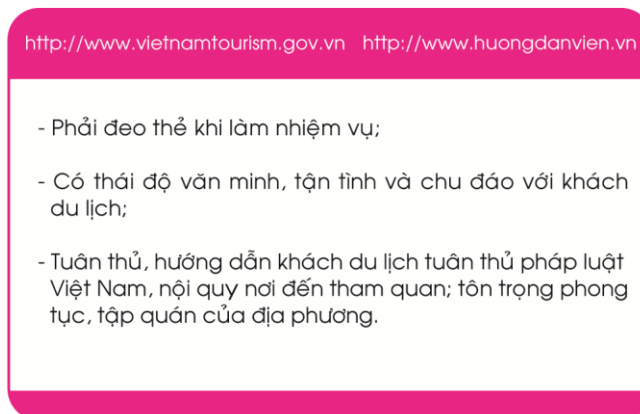 http://www.vietnamtourism.gov.vn http://www.huongdanvien.vn
- Phải đeo thẻ khi làm nhiệm vụ;
- Có thái độ văn minh, tận tình và chu đáo với khách
du lịch;
- Tuân thủ, hướng dẫn khách du lịch tuân thủ pháp luật
Việt Nam, nội quy nơi đến tham quan; tôn trọng phong
tục, tập quán của địa phương.